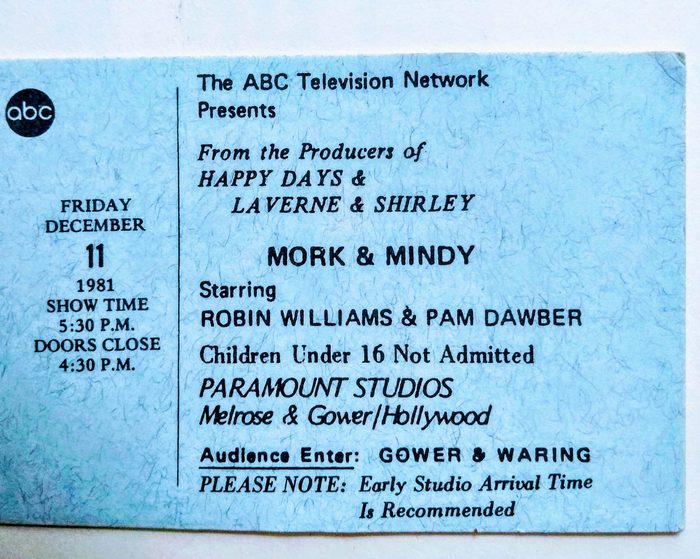 abc
FRIDAY
DECEMBER
11
1981
SHOW TIME
5:30 P.M.
DOORS CLOSE
4:30 P.M.
The ABC Television Network
Presents
From the Producers of
HAPPY DAYS &
LAVERNE & SHIRLEY
MORK & MINDY
Starring
ROBIN WILLIAMS & PAM DAWBER
Children Under 16 Not Admitted
PARAMOUNT STUDIOS
Melrose & Gower/Hollywood
Audience Enter: GOWER & WARING
PLEASE NOTE: Early Studio Arrival Time
Is Recommended